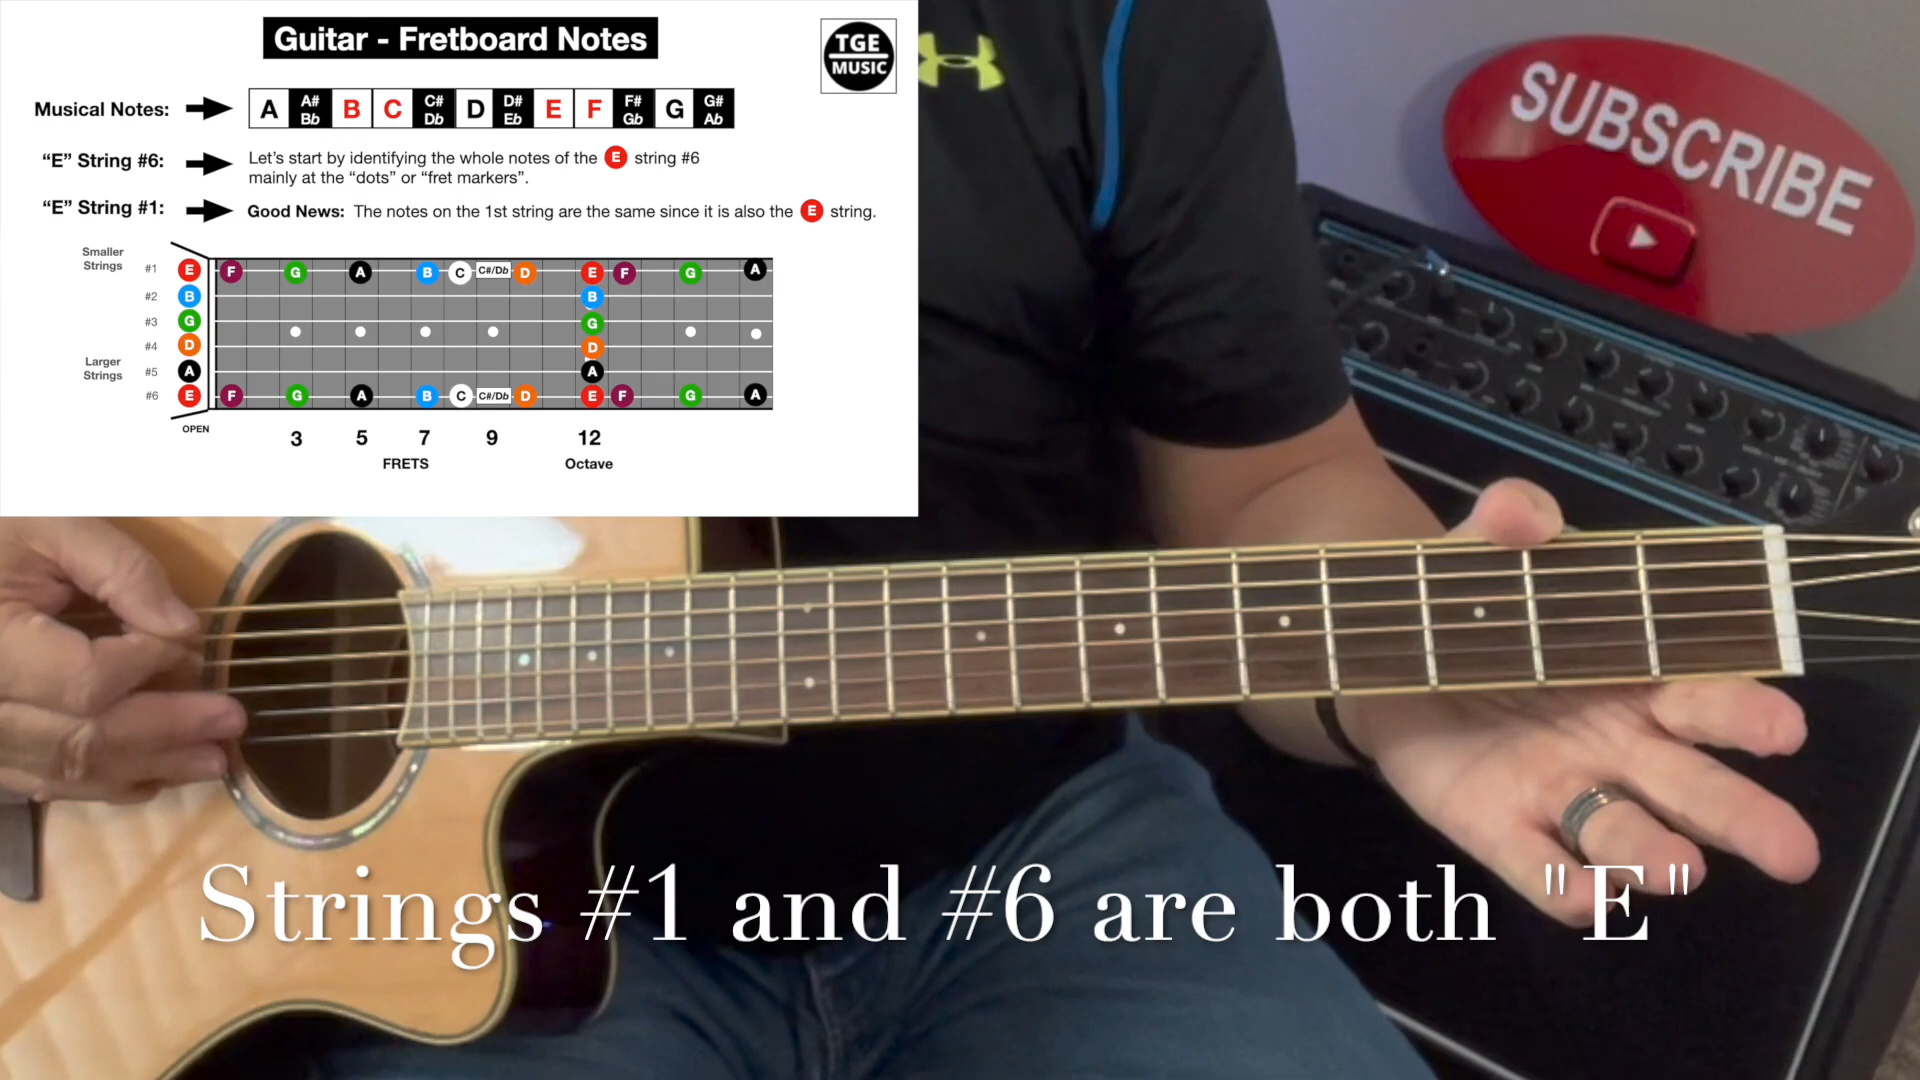 Guitar - Fretboard Notes
TGE
MUSIC
Musical Notes:
A A# B C C# D D# E F F# G G#
Bb Db Eb Gb Ab
“E” String #6:
Let’s start by identifying the whole notes of the E string #6
mainly at the “dots” or “fret markers”.
“E” String #1:
Good News: The notes on the 1st string are the same since it is also the E string.
Smaller
Strings
#1 E F G A B C C#/Db D E F G A
#2 B B
#3 G G
#4 D D
Larger
Strings
#5 A A
#6 E F G A B C C#/Db D E F G A
OPEN
3 5 7 9 12
FRETS Octave
SUBSCRIBE
Strings #1 and #6 are both "E"